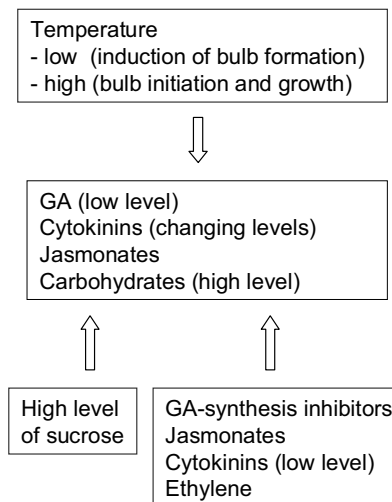 Temperature
- low (induction of bulb formation)
- high (bulb initiation and growth)
GA (low level)
Cytokinins (changing levels)
Jasmonates
Carbohydrates (high level)
High level
of sucrose
GA-synthesis inhibitors
Jasmonates
Cytokinins (low level)
Ethylene